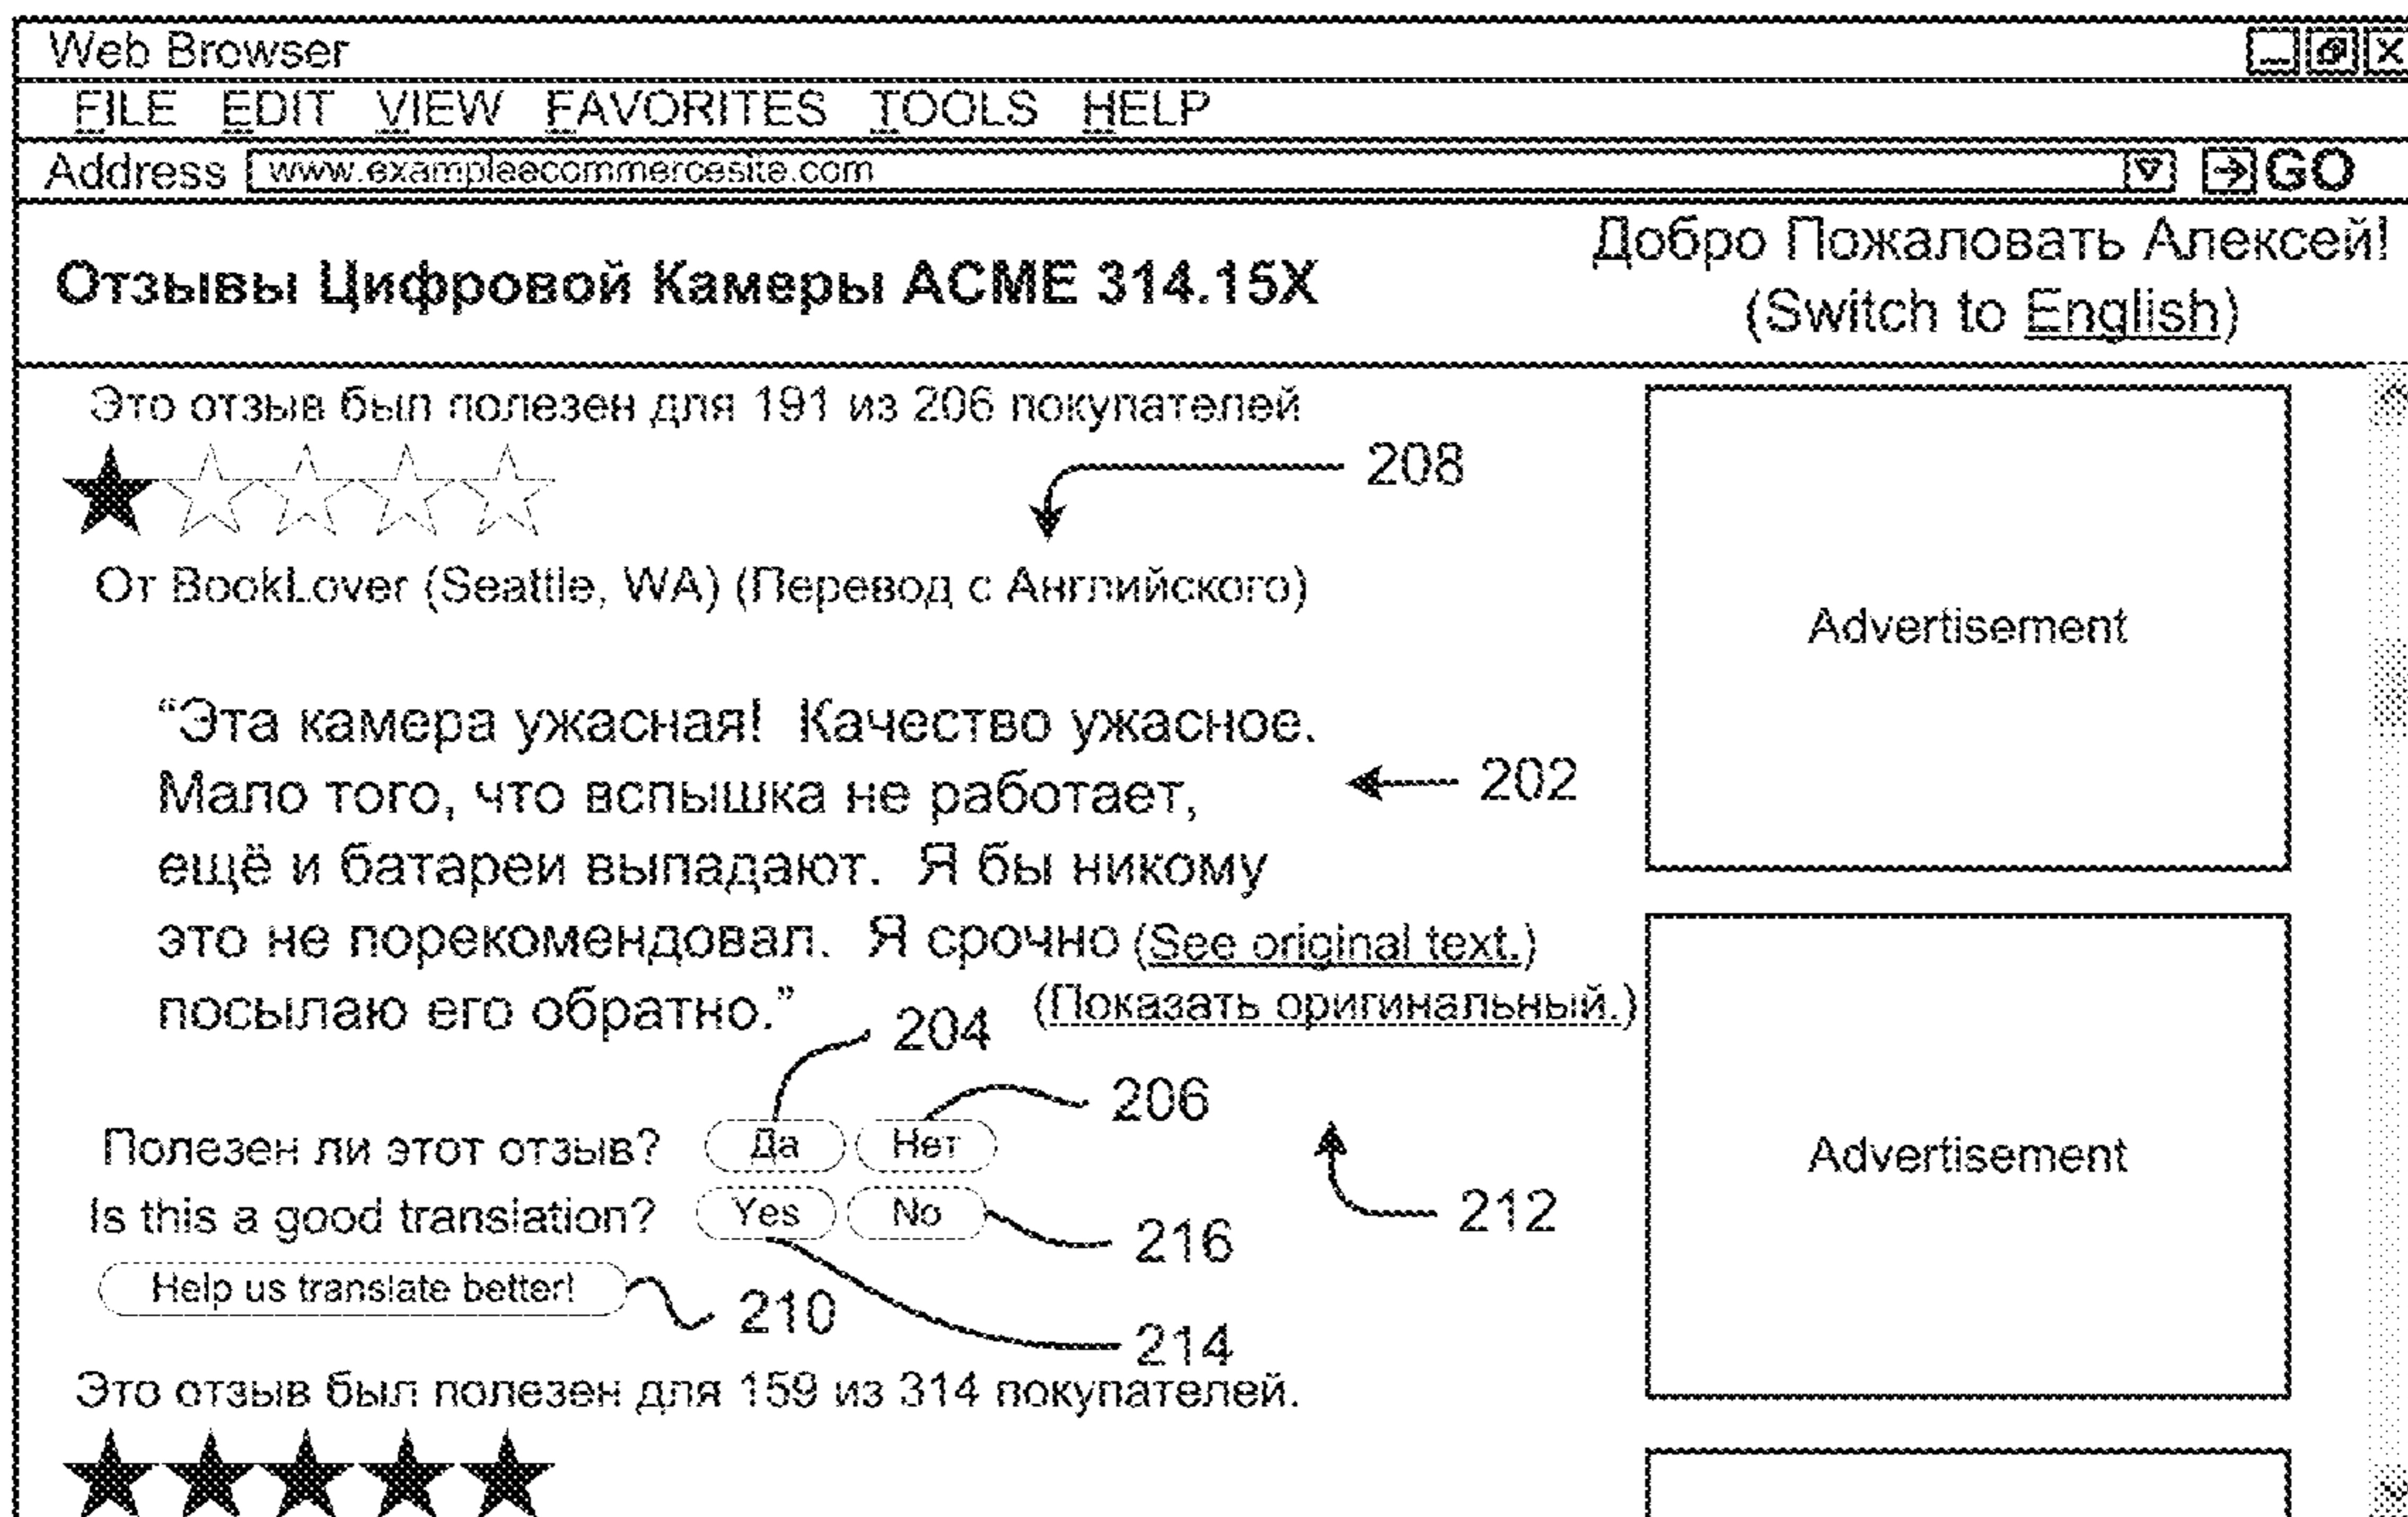 Web Browser
FILE EDIT VIEW FAVORITES TOOLS HELP
Address www.exampleecommercesite.com GO
Отзывы Цифровой Камеры ACME 314.15X
Добро Пожаловать Алексей!
(Switch to English)
Это отзыв был полезен для 191 из 206 покупателей
208
От BookLover (Seattle, WA) (Перевод с Английского)
Advertisement
“Эта камера ужасная! Качество ужасное.
Мало того, что вспышка не работает,
202
ещё и батареи выпадают. Я бы никому
это не порекомендовал. Я срочно (See original text.)
посылаю его обратно.” (Показать оригинальный.)
204
206
Полезен ли этот отзыв? Да Нет
Advertisement
Is this a good translation? Yes No
212
216
Help us translate better!
210
214
Это отзыв был полезен для 159 из 314 покупателей.